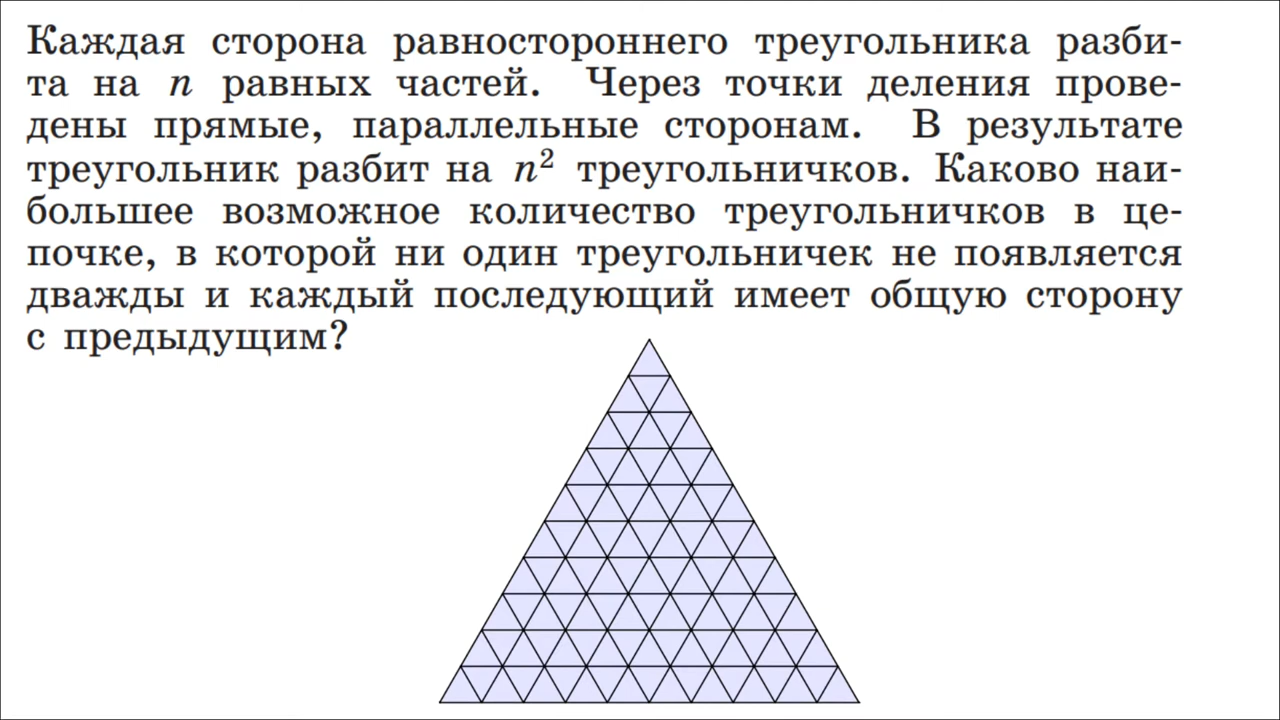 Каждая сторона равностороннего треугольника разби-
та на n равных частей. Через точки деления прове-
дены прямые, параллельные сторонам. В результате
треугольник разбит на n² треугольничков. Каково наи-
большее возможное количество треугольничков в це-
почке, в которой ни один треугольничек не появляется
дважды и каждый последующий имеет общую сторону
с предыдущим?